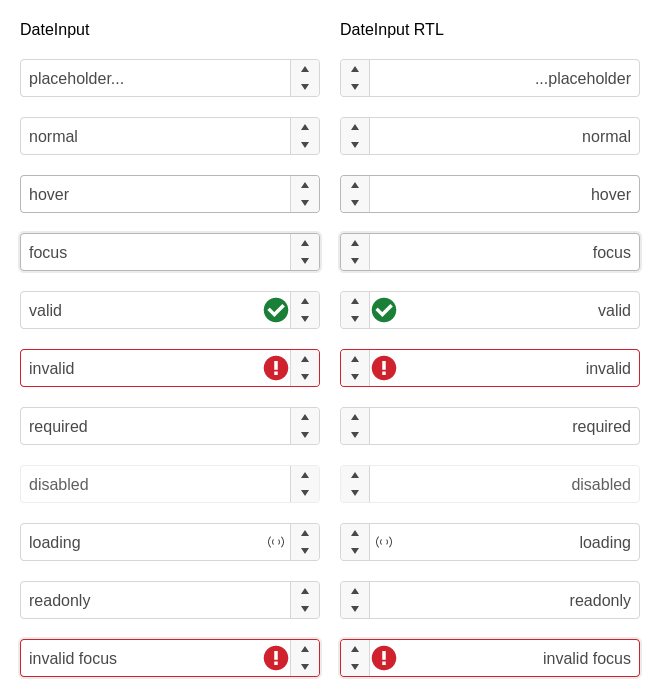 DateInput
DateInput RTL
placeholder...
...placeholder
normal
normal
hover
hover
focus
focus
valid
valid
invalid
invalid
required
required
disabled
disabled
loading
loading
readonly
readonly
invalid focus
invalid focus